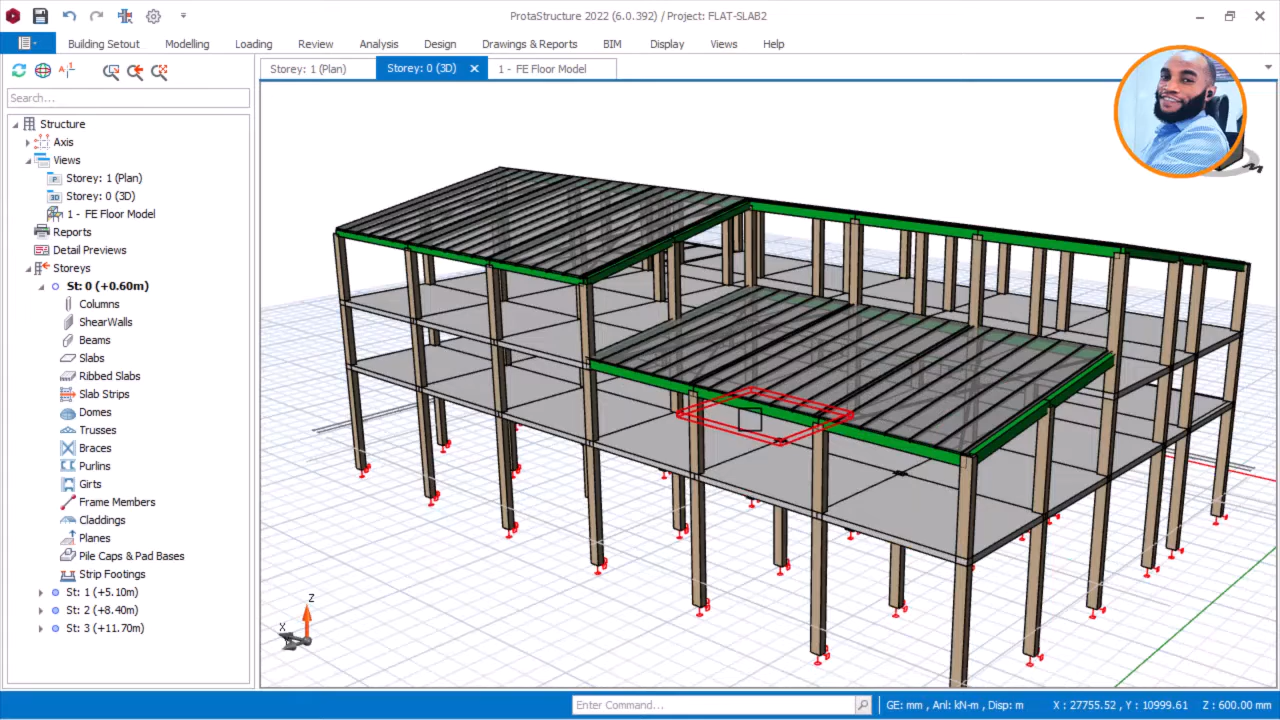 ProtaStructure 2022 (6.0.392) / Project: FLAT-SLAB2
Building Setout Modelling Loading Review Analysis Design Drawings & Reports BIM Display Views Help
Storey: 1 (Plan) Storey: 0 (3D) 1 - FE Floor Model
Search...
Structure
Axis
Views
Storey: 1 (Plan)
Storey: 0 (3D)
1 - FE Floor Model
Reports
Detail Previews
Storeys
St: 0 (+0.60m)
Columns
ShearWalls
Beams
Slabs
Ribbed Slabs
Slab Strips
Domes
Trusses
Braces
Purlins
Girts
Frame Members
Claddings
Planes
Pile Caps & Pad Bases
Strip Footings
St: 1 (+5.10m)
St: 2 (+8.40m)
St: 3 (+11.70m)
Z
X
Enter Command...
GE: mm , Anl: kN-m , Disp: m X : 27755.52 , Y : 10999.61 Z : 600.00 mm